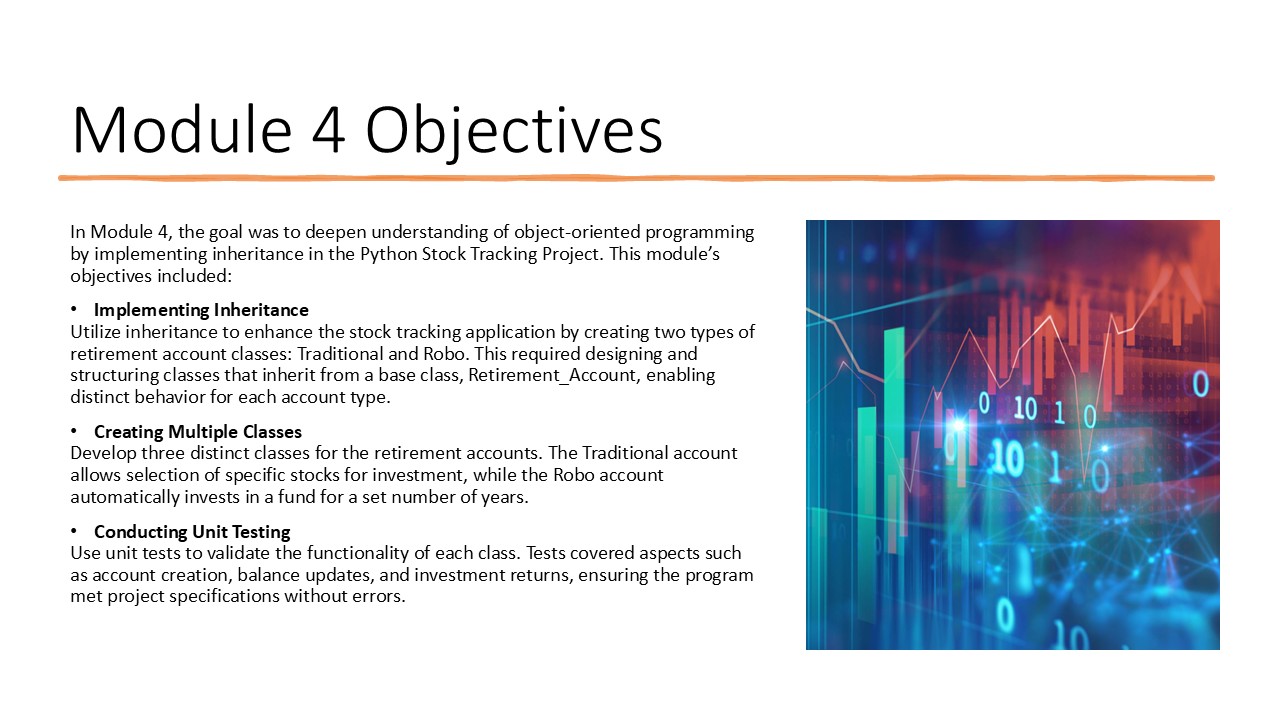 Module 4 Objectives
In Module 4, the goal was to deepen understanding of object-oriented programming
by implementing inheritance in the Python Stock Tracking Project. This module’s
objectives included:
• Implementing Inheritance
Utilize inheritance to enhance the stock tracking application by creating two types of
retirement account classes: Traditional and Robo. This required designing and
structuring classes that inherit from a base class, Retirement_Account, enabling
distinct behavior for each account type.
• Creating Multiple Classes
Develop three distinct classes for the retirement accounts. The Traditional account
allows selection of specific stocks for investment, while the Robo account
automatically invests in a fund for a set number of years.
• Conducting Unit Testing
Use unit tests to validate the functionality of each class. Tests covered aspects such
as account creation, balance updates, and investment returns, ensuring the program
met project specifications without errors.
0
0 10 1 0
0 10 1 0
1
0 10